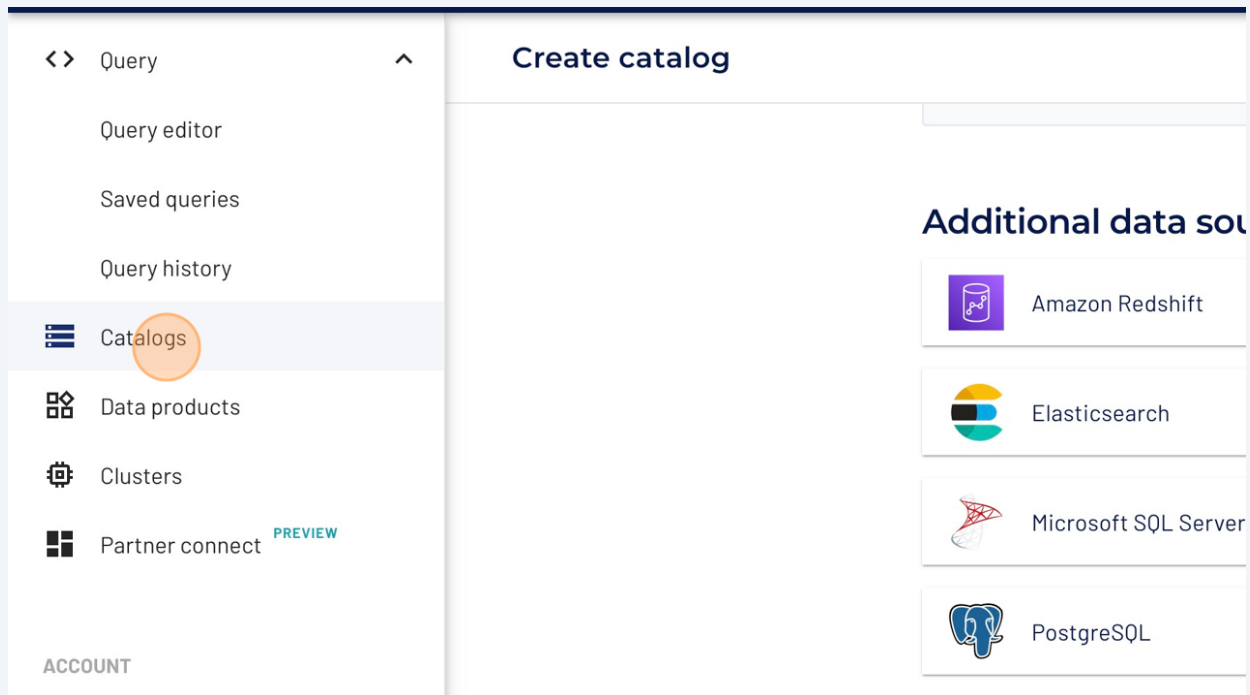 Query
Query editor
Saved queries
Query history
Catalogs
Data products
Clusters
Partner connect PREVIEW
ACCOUNT
Create catalog
Additional data
Amazon Redshift
Elasticsearch
Microsoft SQL Server
PostgreSQL